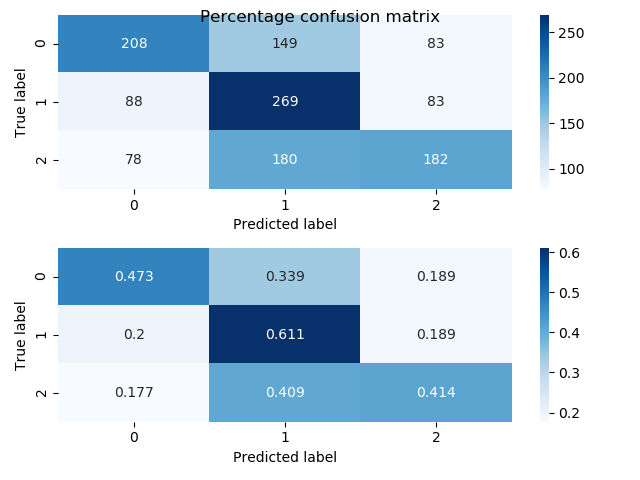 Percentage confusion matrix
True label
0 208 149 83
1 88 269 83
2 78 180 182
0 1 2
Predicted label
250
200
150
100
True label
0 0.473 0.339 0.189
1 0.2 0.611 0.189
2 0.177 0.409 0.414
0 1 2
Predicted label
0.6
0.5
0.4
0.3
0.2